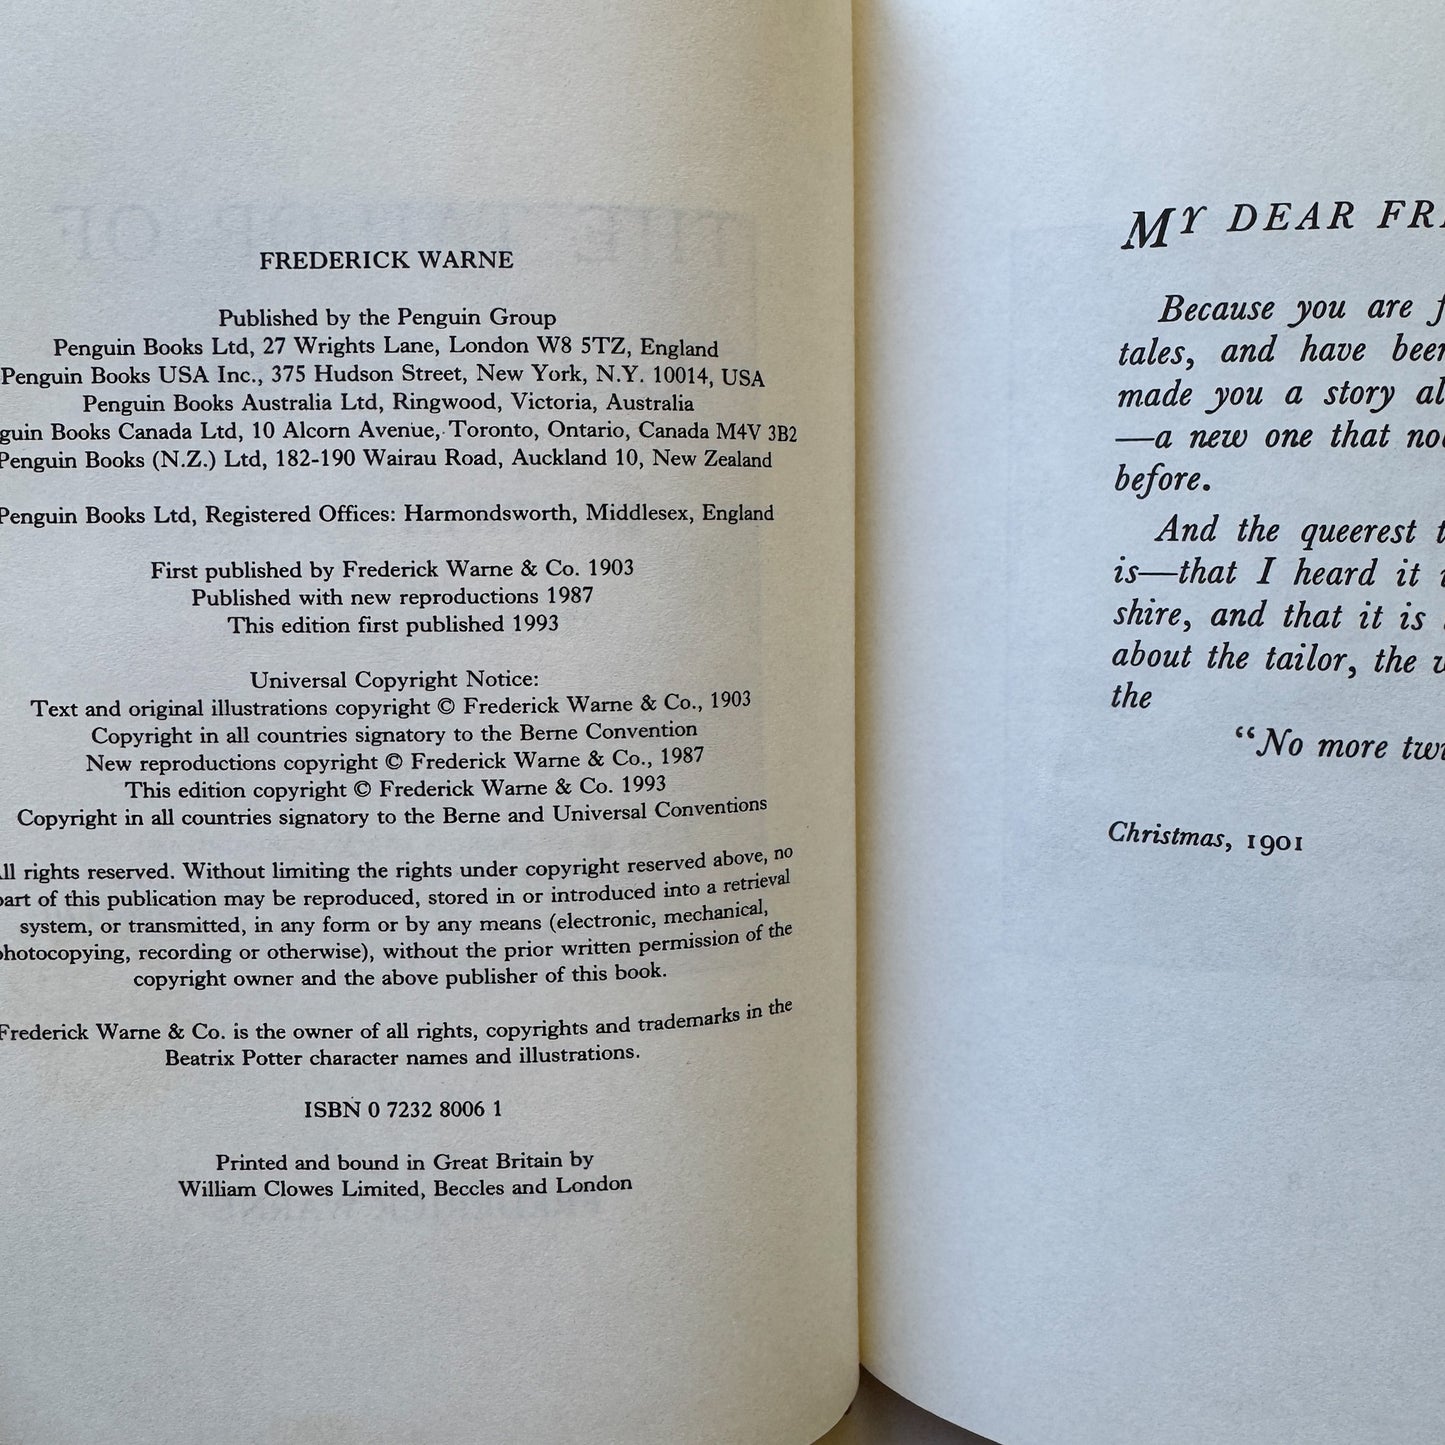 FREDERICK WARNE
Published by the Penguin Group
Penguin Books Ltd, 27 Wrights Lane, London W8 5TZ, England
Penguin Books USA Inc., 375 Hudson Street, New York, N.Y. 10014, USA
Penguin Books Australia Ltd, Ringwood, Victoria, Australia
guin Books Canada Ltd, 10 Alcorn Avenue, Toronto, Ontario, Canada M4V 3B2
Penguin Books (N.Z.) Ltd, 182-190 Wairau Road, Auckland 10, New Zealand
Penguin Books Ltd, Registered Offices: Harmondsworth, Middlesex, England
First published by Frederick Warne & Co. 1903
Published with new reproductions 1987
This edition first published 1993
Universal Copyright Notice:
Text and original illustrations copyright © Frederick Warne & Co., 1903
Copyright in all countries signatory to the Berne Convention
New reproductions copyright © Frederick Warne & Co., 1987
This edition copyright © Frederick Warne & Co. 1993
Copyright in all countries signatory to the Berne and Universal Conventions
ll rights reserved. Without limiting the rights under copyright reserved above, no
part of this publication may be reproduced, stored in or introduced into a retrieval
system, or transmitted, in any form or by any means (electronic, mechanical,
photocopying, recording or otherwise), without the prior written permission of the
copyright owner and the above publisher of this book.
Frederick Warne & Co. is the owner of all rights, copyrights and trademarks in the
Beatrix Potter character names and illustrations.
ISBN 0 7232 8006 1
Printed and bound in Great Britain by
William Clowes Limited, Beccles and London
MY DEAR FRE
Because you are f
tales, and have been
made you a story al
—a new one that no
before.
And the queerest t
is—that I heard it i
shire, and that it is
about the tailor, the w
the
“No more twi
Christmas, 1901